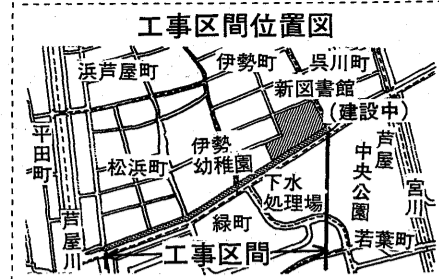 工事区間位置図
浜芦屋町
伊勢町
呉川町
新図書館
(建設中)
平田町
松浜町
伊勢
幼稚園
芦屋
中央公園
宮川
下水
処理場
芦屋川
緑町
若葉町
工事区間